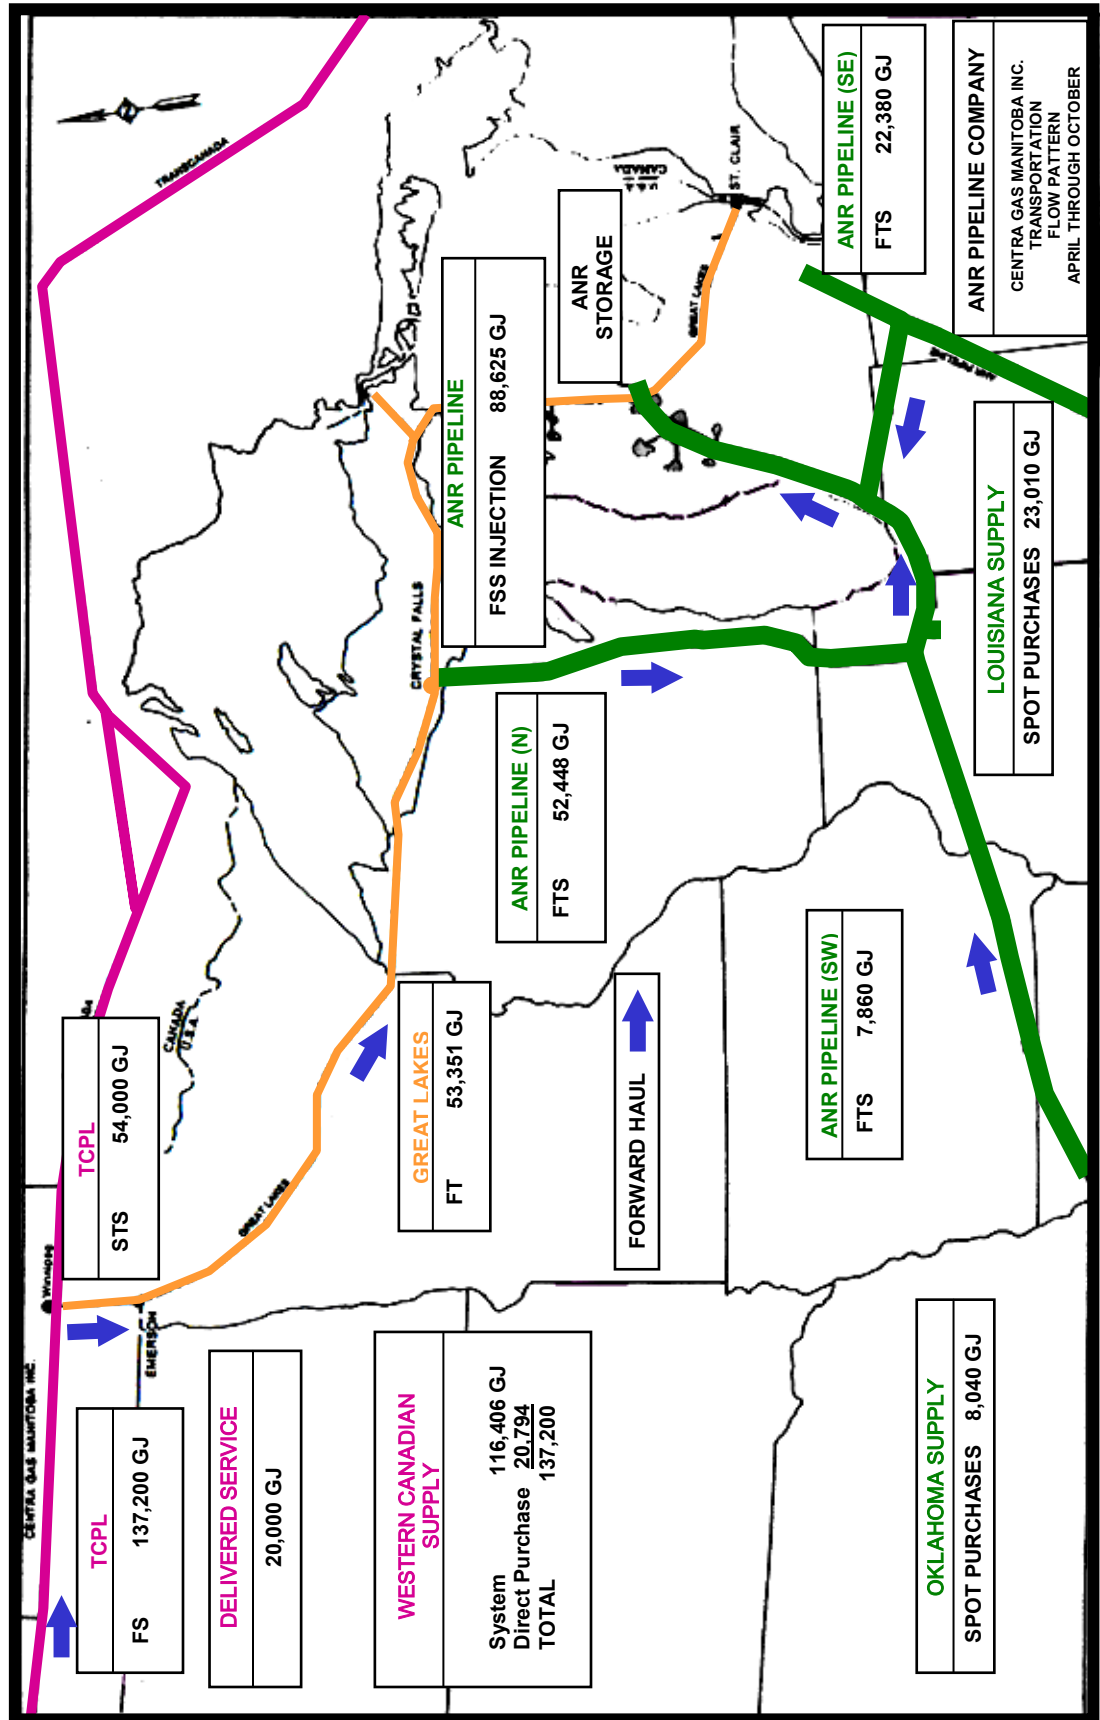 CENTRA GAS MANITOBA INC.
TCPL
FS 137,200 GJ
DELIVERED SERVICE
20,000 GJ
WESTERN CANADIAN
SUPPLY
System 116,406 GJ
Direct Purchase 20,794
TOTAL 137,200
OKLAHOMA SUPPLY
SPOT PURCHASES 8,040 GJ
Winnipeg
EMERSON
TCPL
STS 54,000 GJ
CANADA
U.S.A.
GREAT LAKES
GREAT LAKES
FT 53,351 GJ
FORWARD HAUL
ANR PIPELINE (SW)
FTS 7,860 GJ
ANR PIPELINE (N)
FTS 52,448 GJ
CRYSTAL FALLS
ANR PIPELINE
FSS INJECTION 88,625 GJ
LOUISIANA SUPPLY
SPOT PURCHASES 23,010 GJ
TRANSCANADA
ANR
STORAGE
GREAT LAKES
CANADA
ST. CLAIR
ANR PIPELINE
ANR PIPELINE (SE)
FTS 22,380 GJ
ANR PIPELINE COMPANY
CENTRA GAS MANITOBA INC.
TRANSPORTATION
FLOW PATTERN
APRIL THROUGH OCTOBER